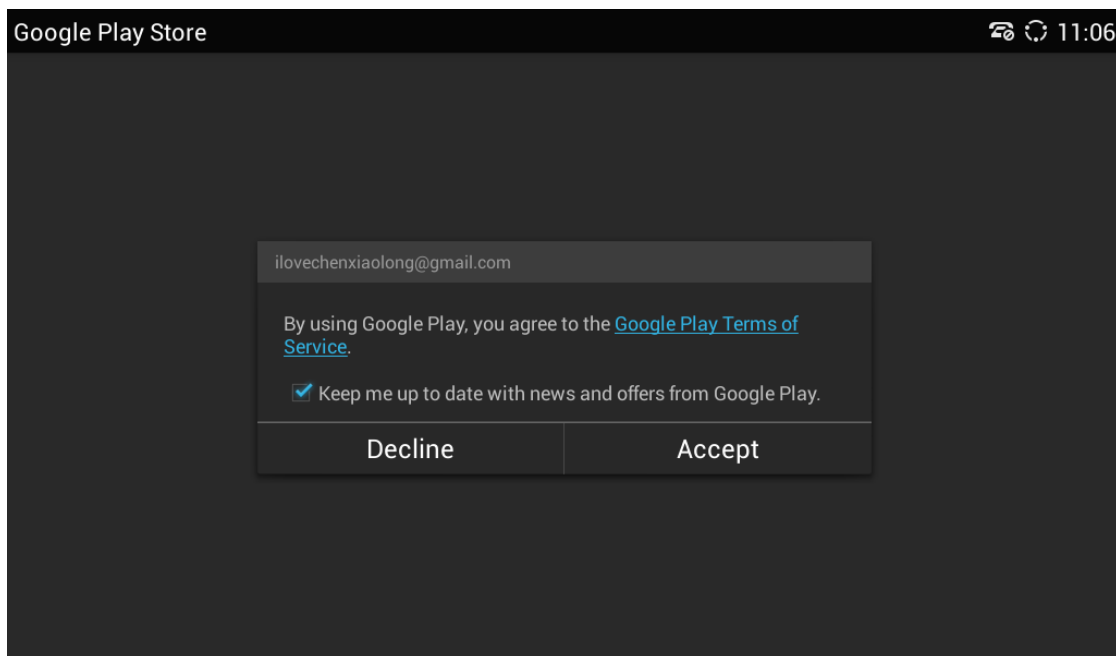 Google Play Store 11:06
ilovechenxiaolong@gmail.com
By using Google Play, you agree to the Google Play Terms of
Service.
Keep me up to date with news and offers from Google Play.
Decline Accept